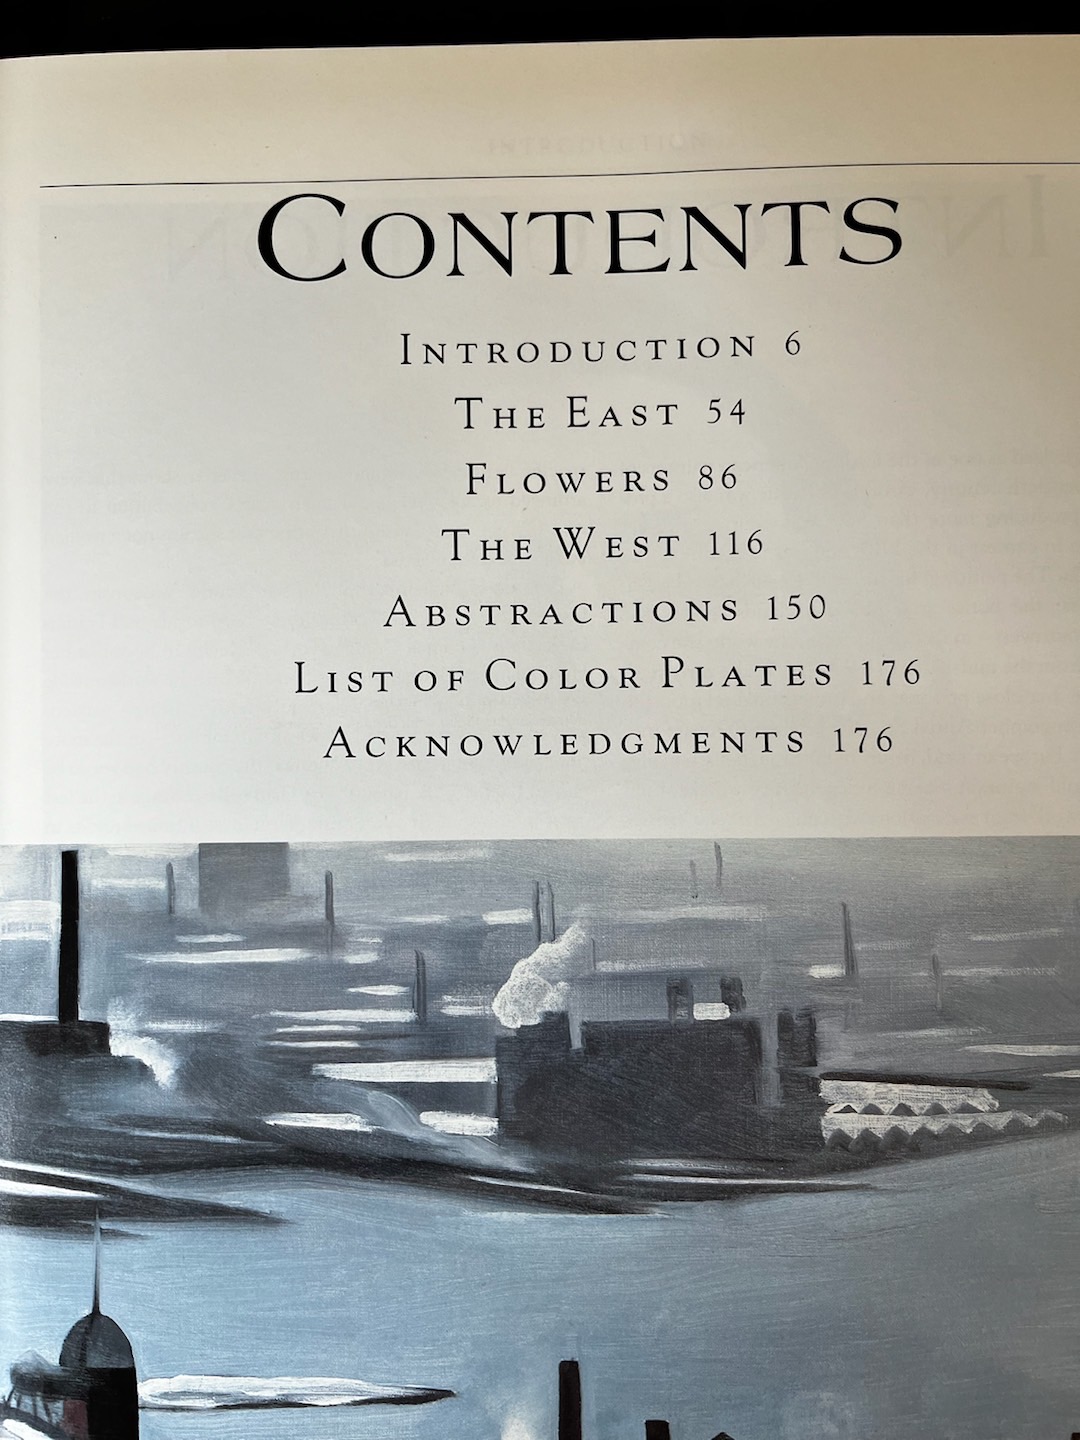 CONTENTS
INTRODUCTION 6
THE EAST 54
FLOWERS 86
THE WEST 116
ABSTRACTIONS 150
LIST OF COLOR PLATES 176
ACKNOWLEDGMENTS 176